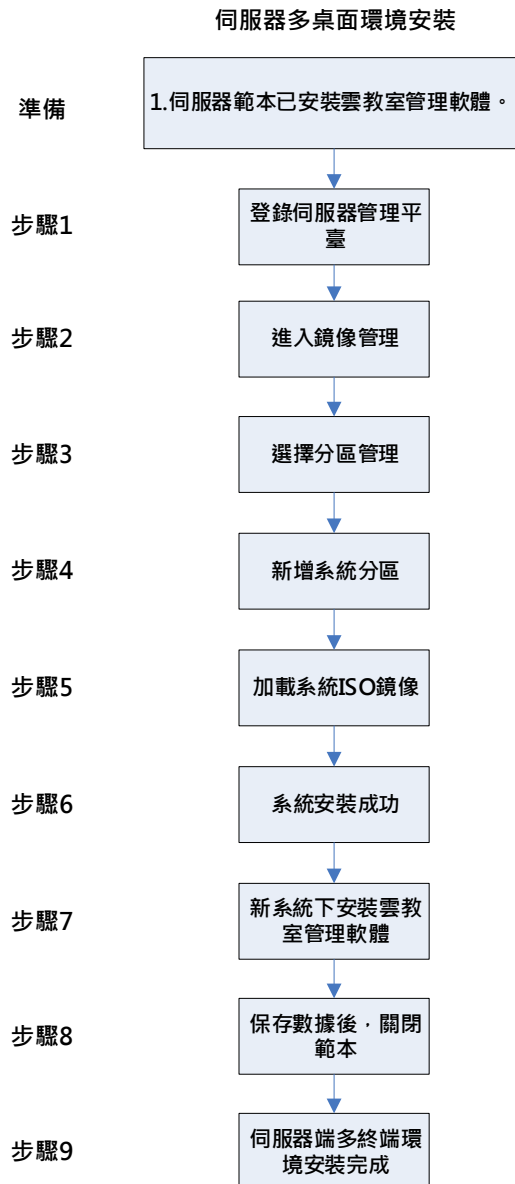 伺服器多桌面環境安裝
準備
1.伺服器範本已安裝雲教室管理軟體。
步驟1
登錄伺服器管理平
臺
步驟2
進入鏡像管理
步驟3
選擇分區管理
步驟4
新增系統分區
步驟5
加載系統ISO鏡像
步驟6
系統安裝成功
步驟7
新系統下安裝雲教
室管理軟體
步驟8
保存數據後，關閉
範本
步驟9
伺服器端多終端環
境安裝完成